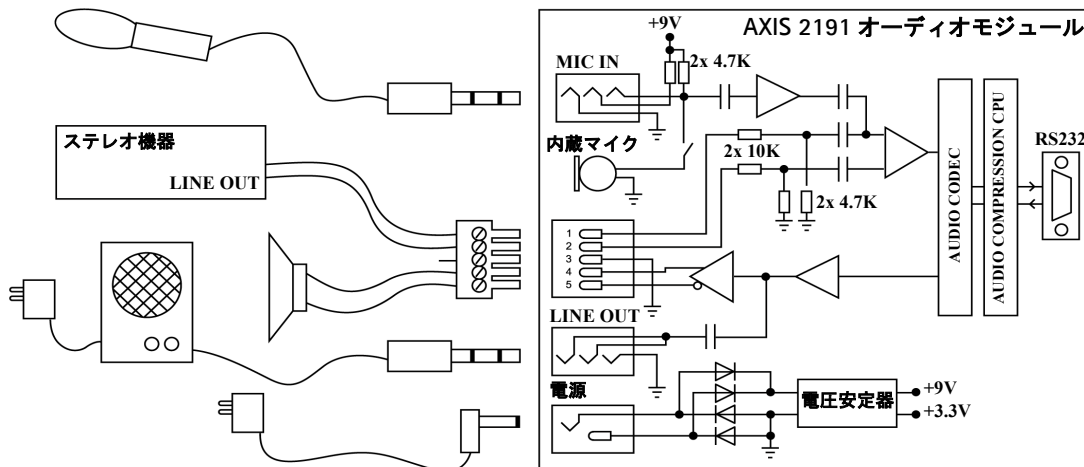 AXIS 2191 オーディオモジュール
+9V
2x 4.7K
MIC IN
ステレオ機器
LINE OUT
内蔵マイク
2x 10K
2x 4.7K
AUDIO CODEC
AUDIO COMPRESSION CPU
RS232
1
2
3
4
5
LINE OUT
電源
電圧安定器
+9V
+3.3V